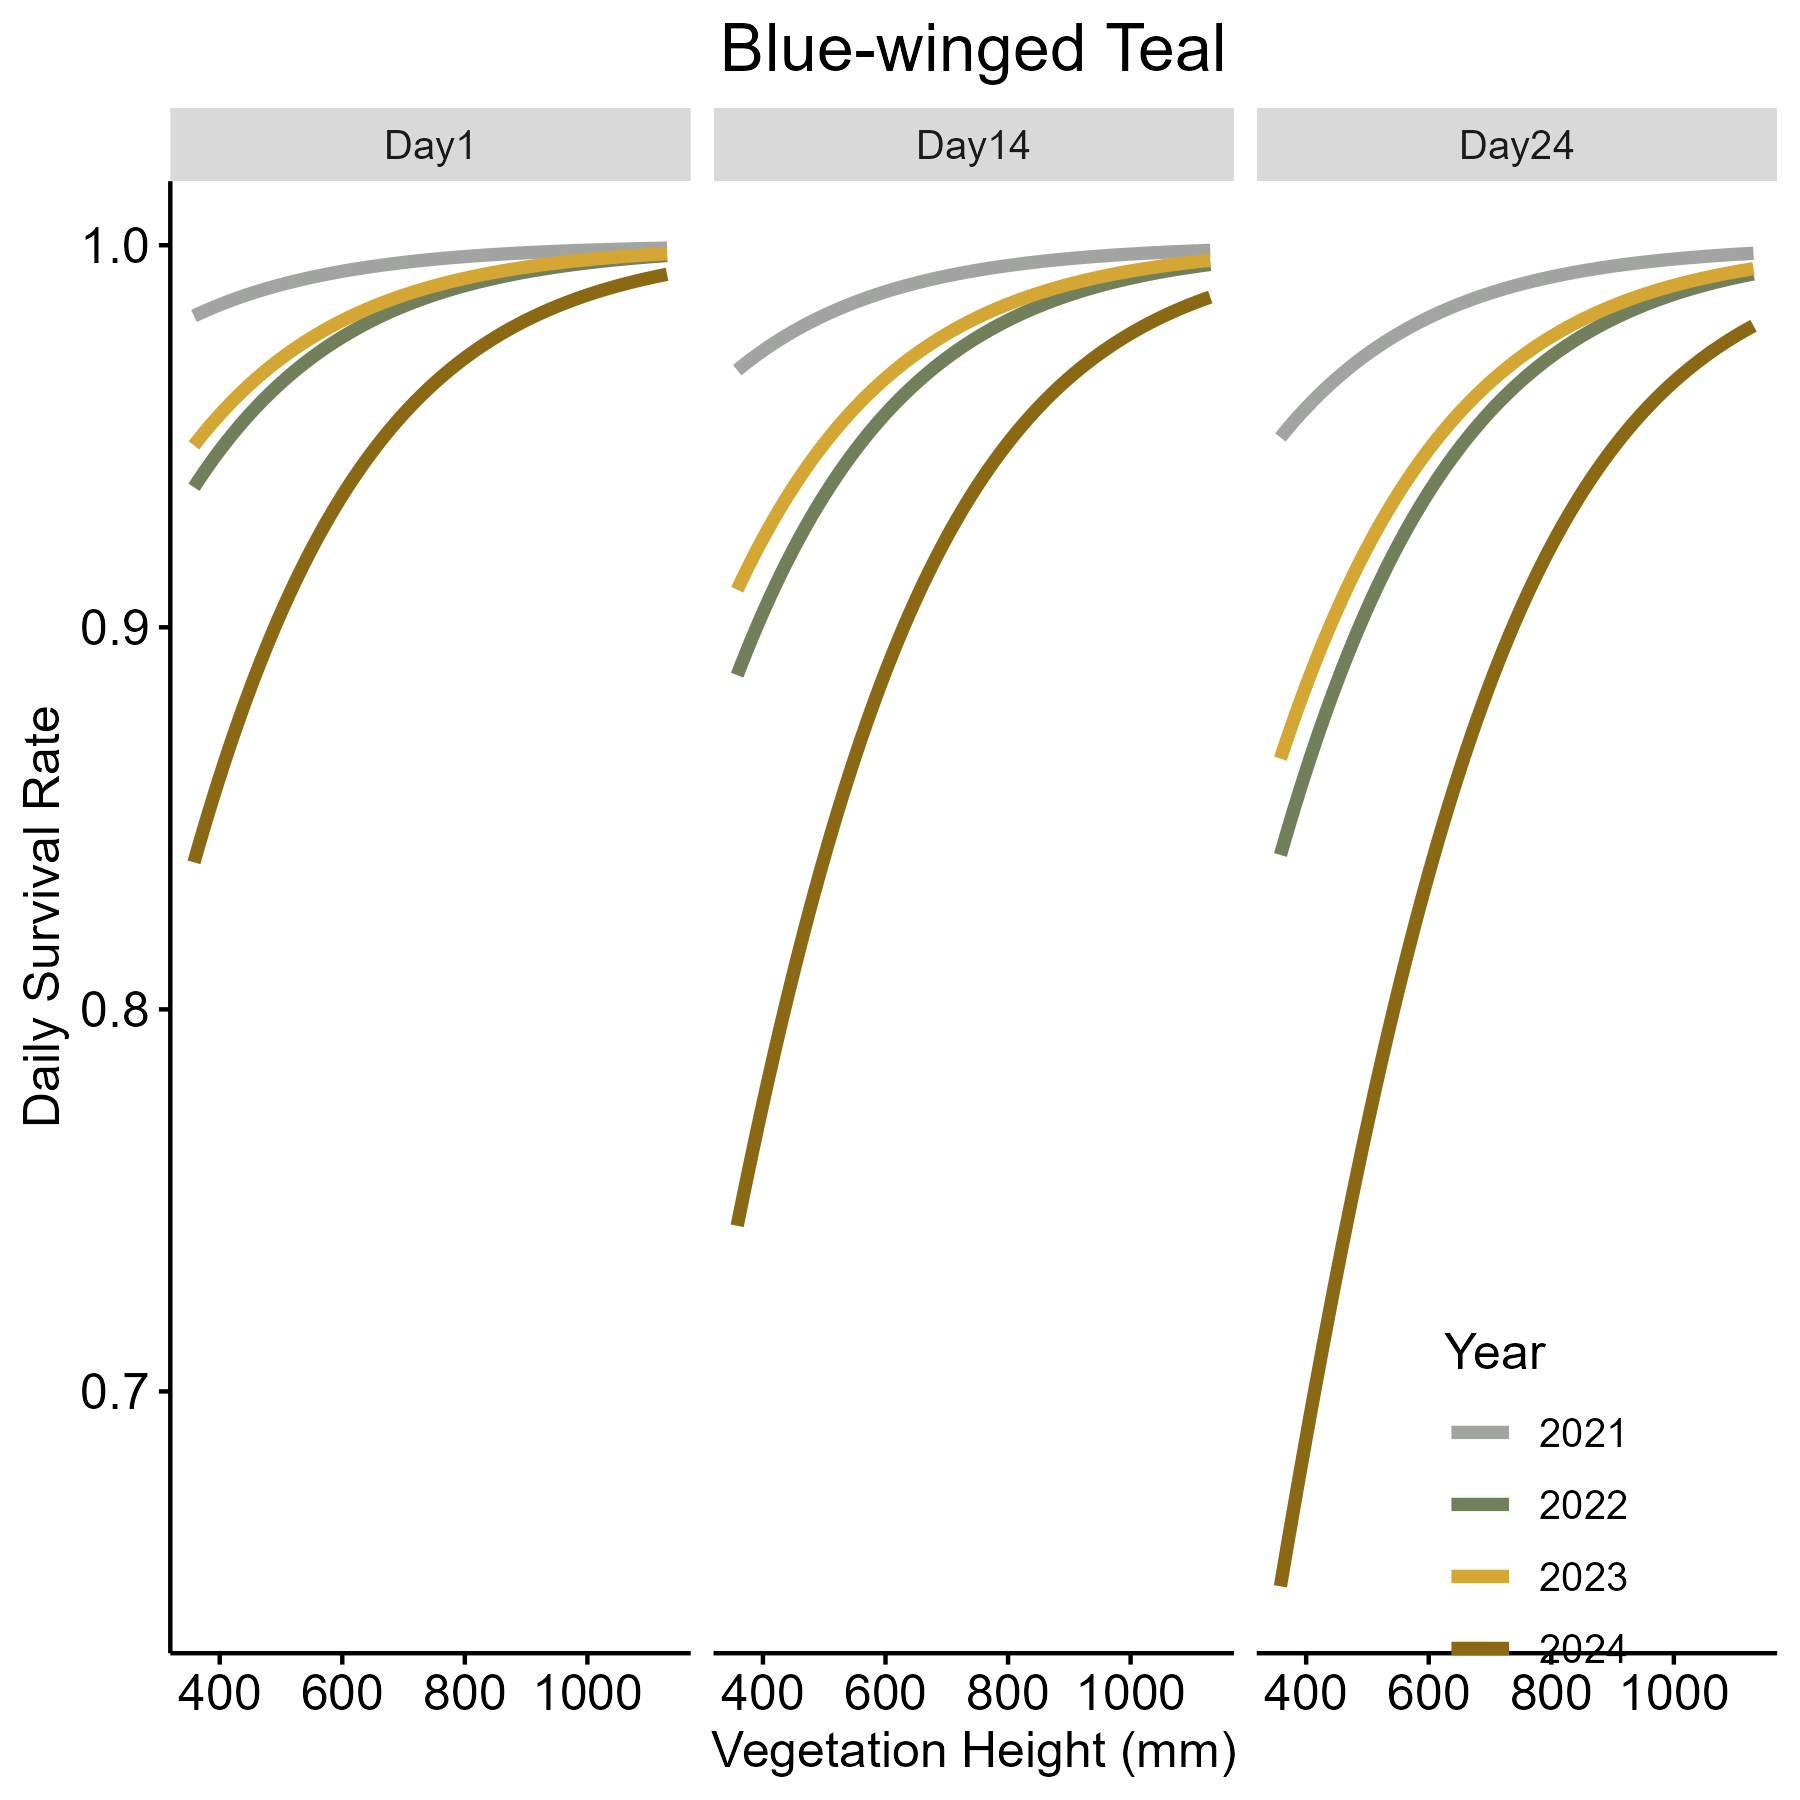 Blue-winged Teal
Day1 Day14 Day24
1.0
0.9
0.8
0.7
Daily Survival Rate
Year
2021
2022
2023
2024
400 600 800 1000 400 600 800 1000 400 600 800 1000
Vegetation Height (mm)